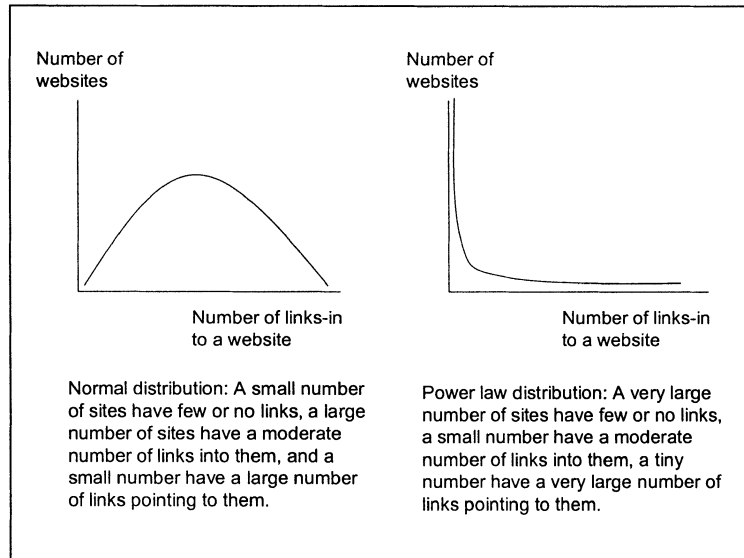 Number of
websites
Number of links-in
to a website
Normal distribution: A small number
of sites have few or no links, a large
number of sites have a moderate
number of links into them, and a
small number have a large number
of links pointing to them.
Number of
websites
Number of links-in
to a website
Power law distribution: A very large
number of sites have few or no links,
a small number have a moderate
number of links into them, a tiny
number have a very large number of
links pointing to them.